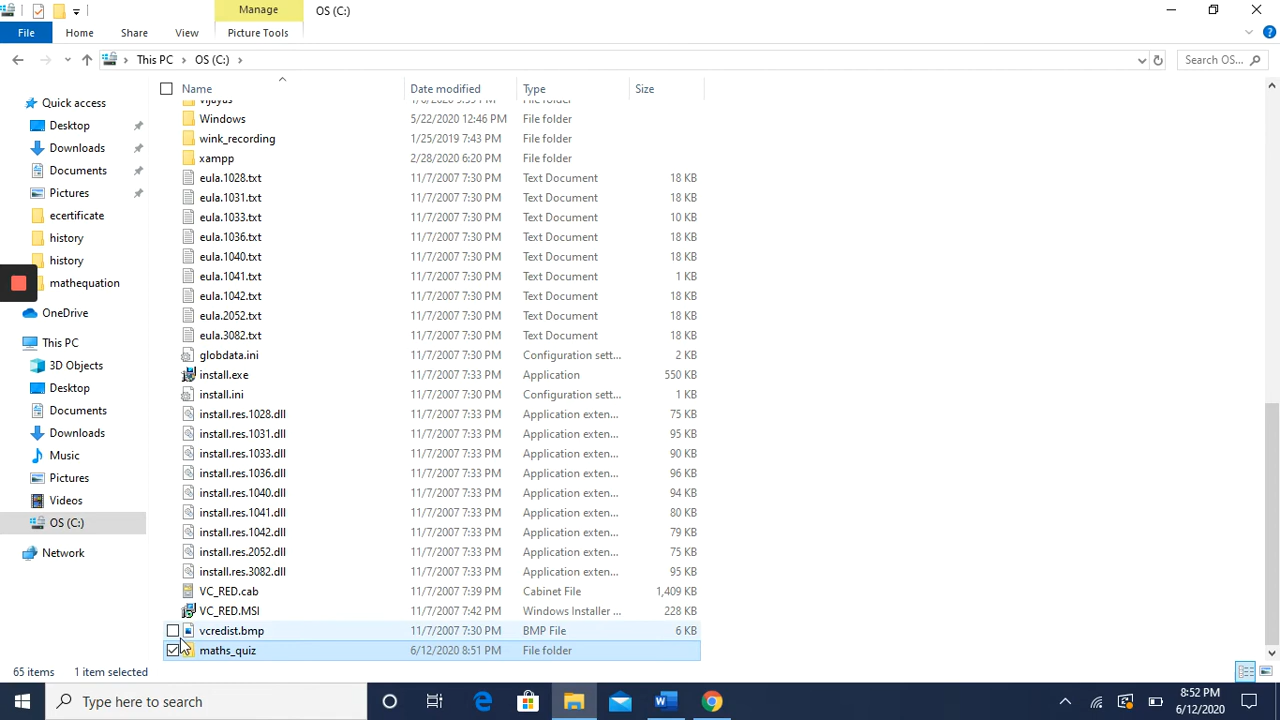 Manage
OS (C:)
File Home Share View Picture Tools
This PC OS (C:)
Search OS...
Name Date modified Type Size
Quick access
Desktop
Downloads
Documents
Pictures
ecertificate
history
history
mathequation
OneDrive
This PC
3D Objects
Desktop
Documents
Downloads
Music
Pictures
Videos
OS (C:)
Network
Windows 5/22/2020 12:46 PM File folder
wink_recording 1/25/2019 7:43 PM File folder
xampp 2/28/2020 6:20 PM File folder
eula.1028.txt 11/7/2007 7:30 PM Text Document 18 KB
eula.1031.txt 11/7/2007 7:30 PM Text Document 18 KB
eula.1033.txt 11/7/2007 7:30 PM Text Document 10 KB
eula.1036.txt 11/7/2007 7:30 PM Text Document 18 KB
eula.1040.txt 11/7/2007 7:30 PM Text Document 18 KB
eula.1041.txt 11/7/2007 7:30 PM Text Document 1 KB
eula.1042.txt 11/7/2007 7:30 PM Text Document 18 KB
eula.2052.txt 11/7/2007 7:30 PM Text Document 18 KB
eula.3082.txt 11/7/2007 7:30 PM Text Document 18 KB
globdata.ini 11/7/2007 7:30 PM Configuration sett... 2 KB
install.exe 11/7/2007 7:33 PM Application 550 KB
install.ini 11/7/2007 7:30 PM Configuration sett... 1 KB
install.res.1028.dll 11/7/2007 7:33 PM Application exten... 75 KB
install.res.1031.dll 11/7/2007 7:33 PM Application exten... 95 KB
install.res.1033.dll 11/7/2007 7:33 PM Application exten... 90 KB
install.res.1036.dll 11/7/2007 7:33 PM Application exten... 96 KB
install.res.1040.dll 11/7/2007 7:33 PM Application exten... 94 KB
install.res.1041.dll 11/7/2007 7:33 PM Application exten... 80 KB
install.res.1042.dll 11/7/2007 7:33 PM Application exten... 79 KB
install.res.2052.dll 11/7/2007 7:33 PM Application exten... 75 KB
install.res.3082.dll 11/7/2007 7:33 PM Application exten... 95 KB
VC_RED.cab 11/7/2007 7:39 PM Cabinet File 1,409 KB
VC_RED.MSI 11/7/2007 7:42 PM Windows Installer ... 228 KB
vcredist.bmp 11/7/2007 7:30 PM BMP File 6 KB
maths_quiz 6/12/2020 8:51 PM File folder
65 items 1 item selected
Type here to search
8:52 PM
6/12/2020